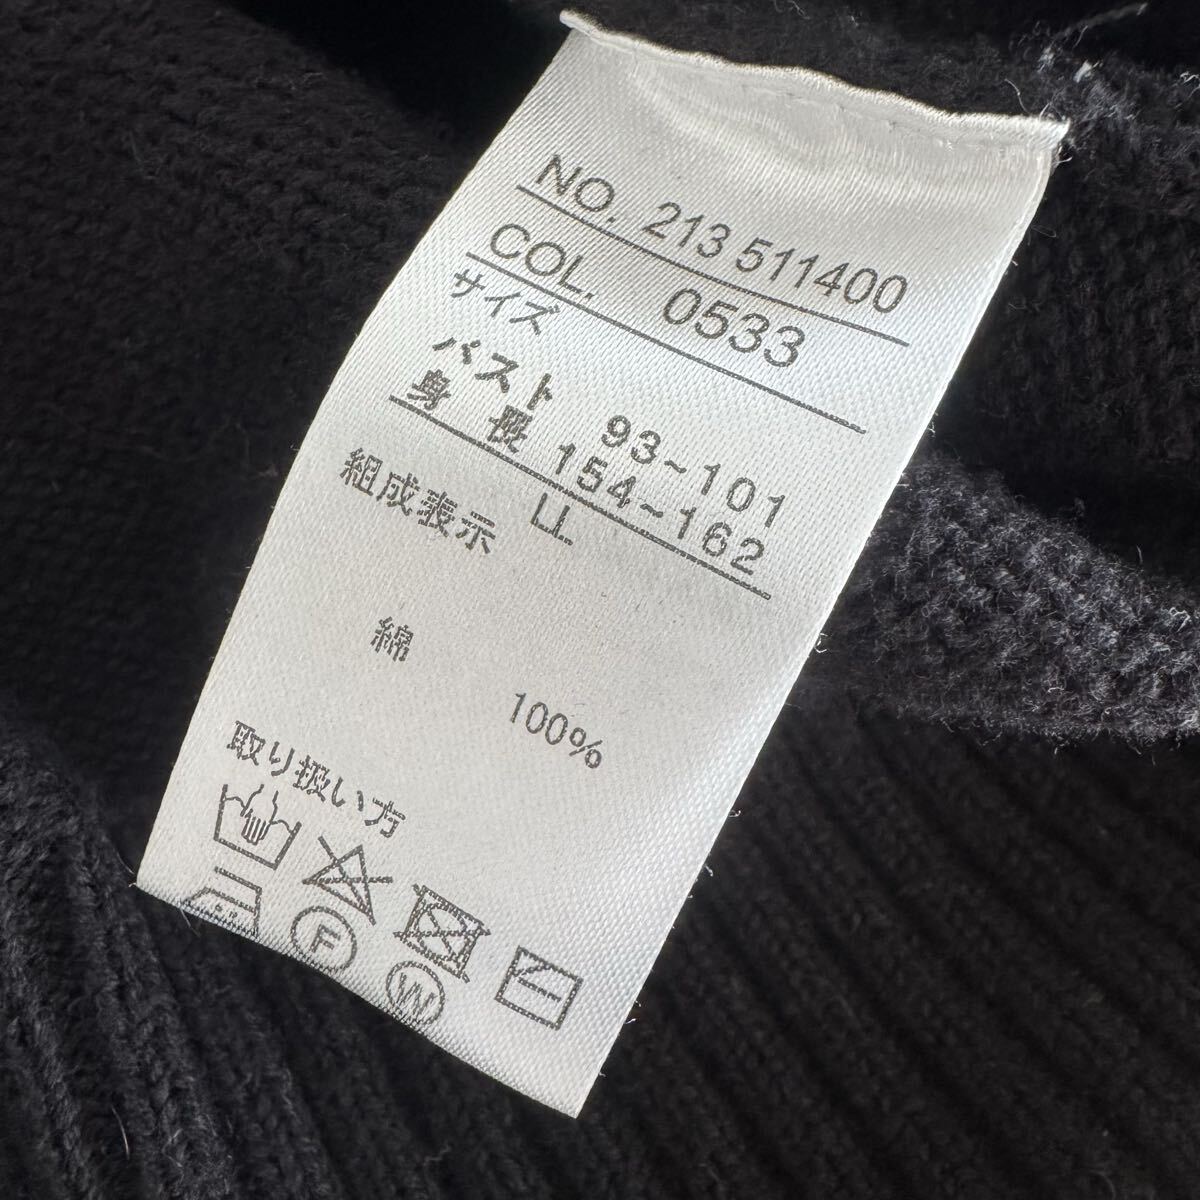 NO. 213 511400
COL. 0533
サイズ
バスト 93~101
身長 154~162
LL
組成表示
綿 100%
取り扱い方
F W